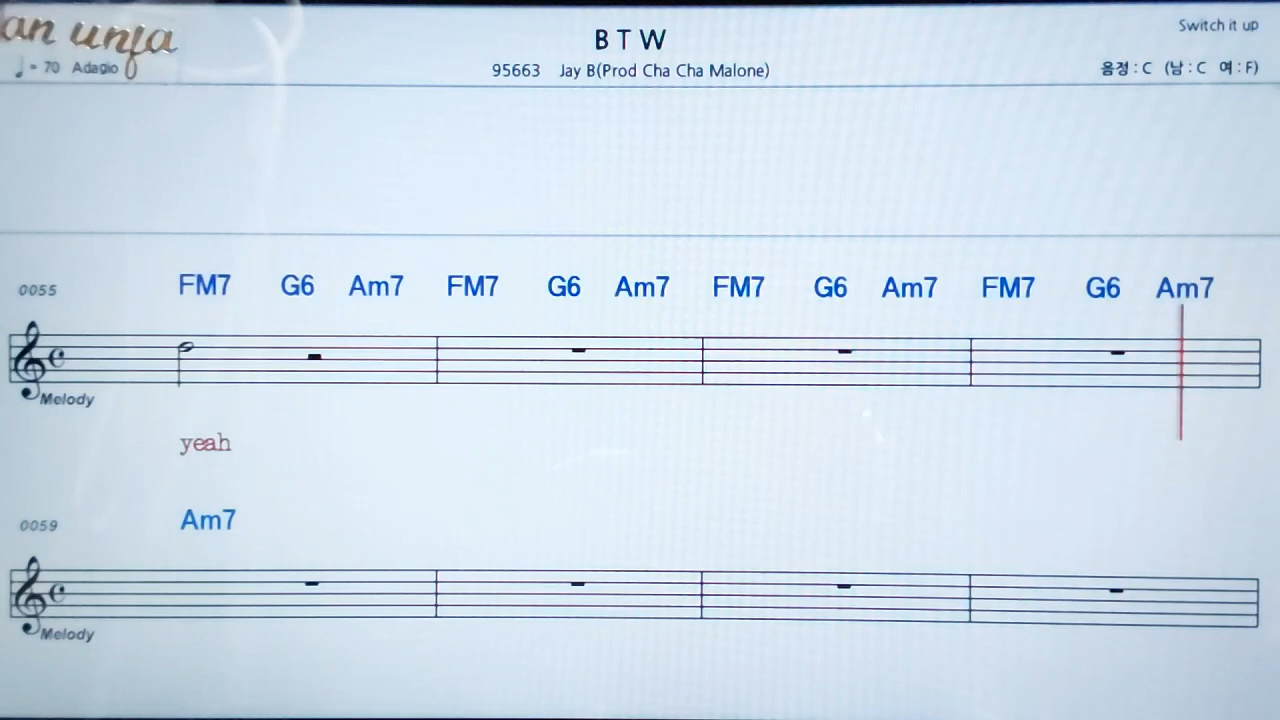 an unja
B T W
Switch it up
♩ = 70 Adagio
95663 Jay B(Prod Cha Cha Malone)
음정 : C (남 : C 여 : F)
0055 FM7 G6 Am7 FM7 G6 Am7 FM7 G6 Am7 FM7 G6 Am7
Melody
yeah
0059 Am7
Melody